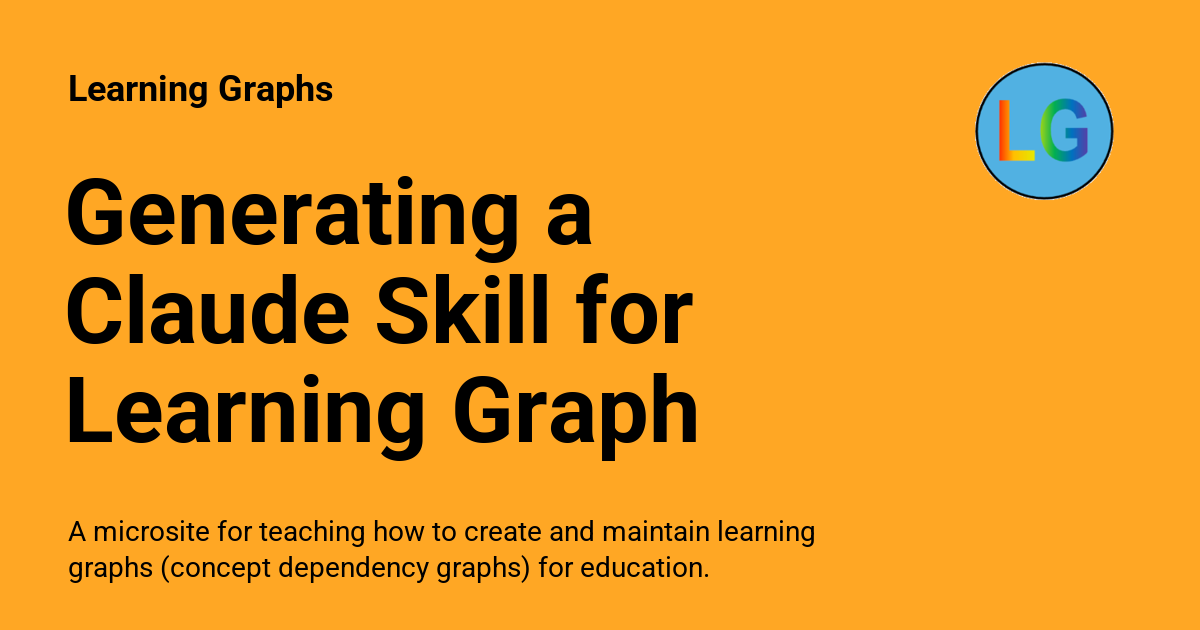 Learning Graphs
LG
Generating a
Claude Skill for
Learning Graph
A microsite for teaching how to create and maintain learning
graphs (concept dependency graphs) for education.